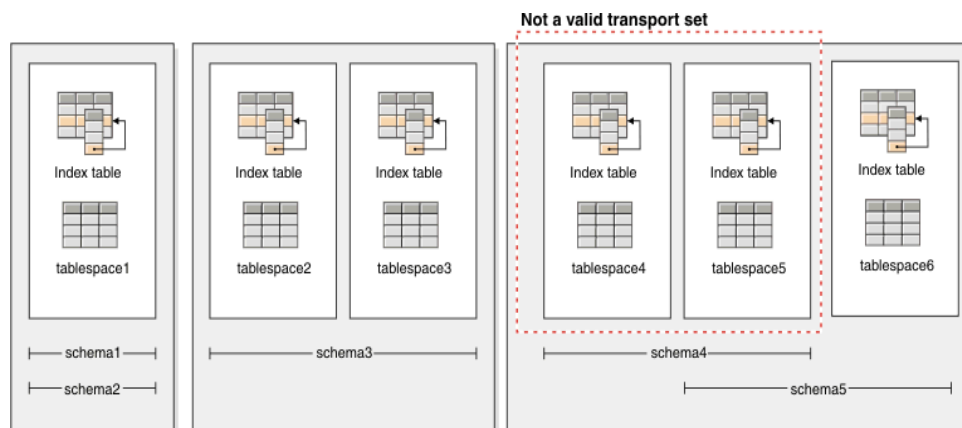 Not a valid transport set
Index table
Index table
Index table
Index table
Index table
Index table
tablespace1
tablespace2
tablespace3
tablespace4
tablespace5
tablespace6
schema1
schema3
schema4
schema2
schema5